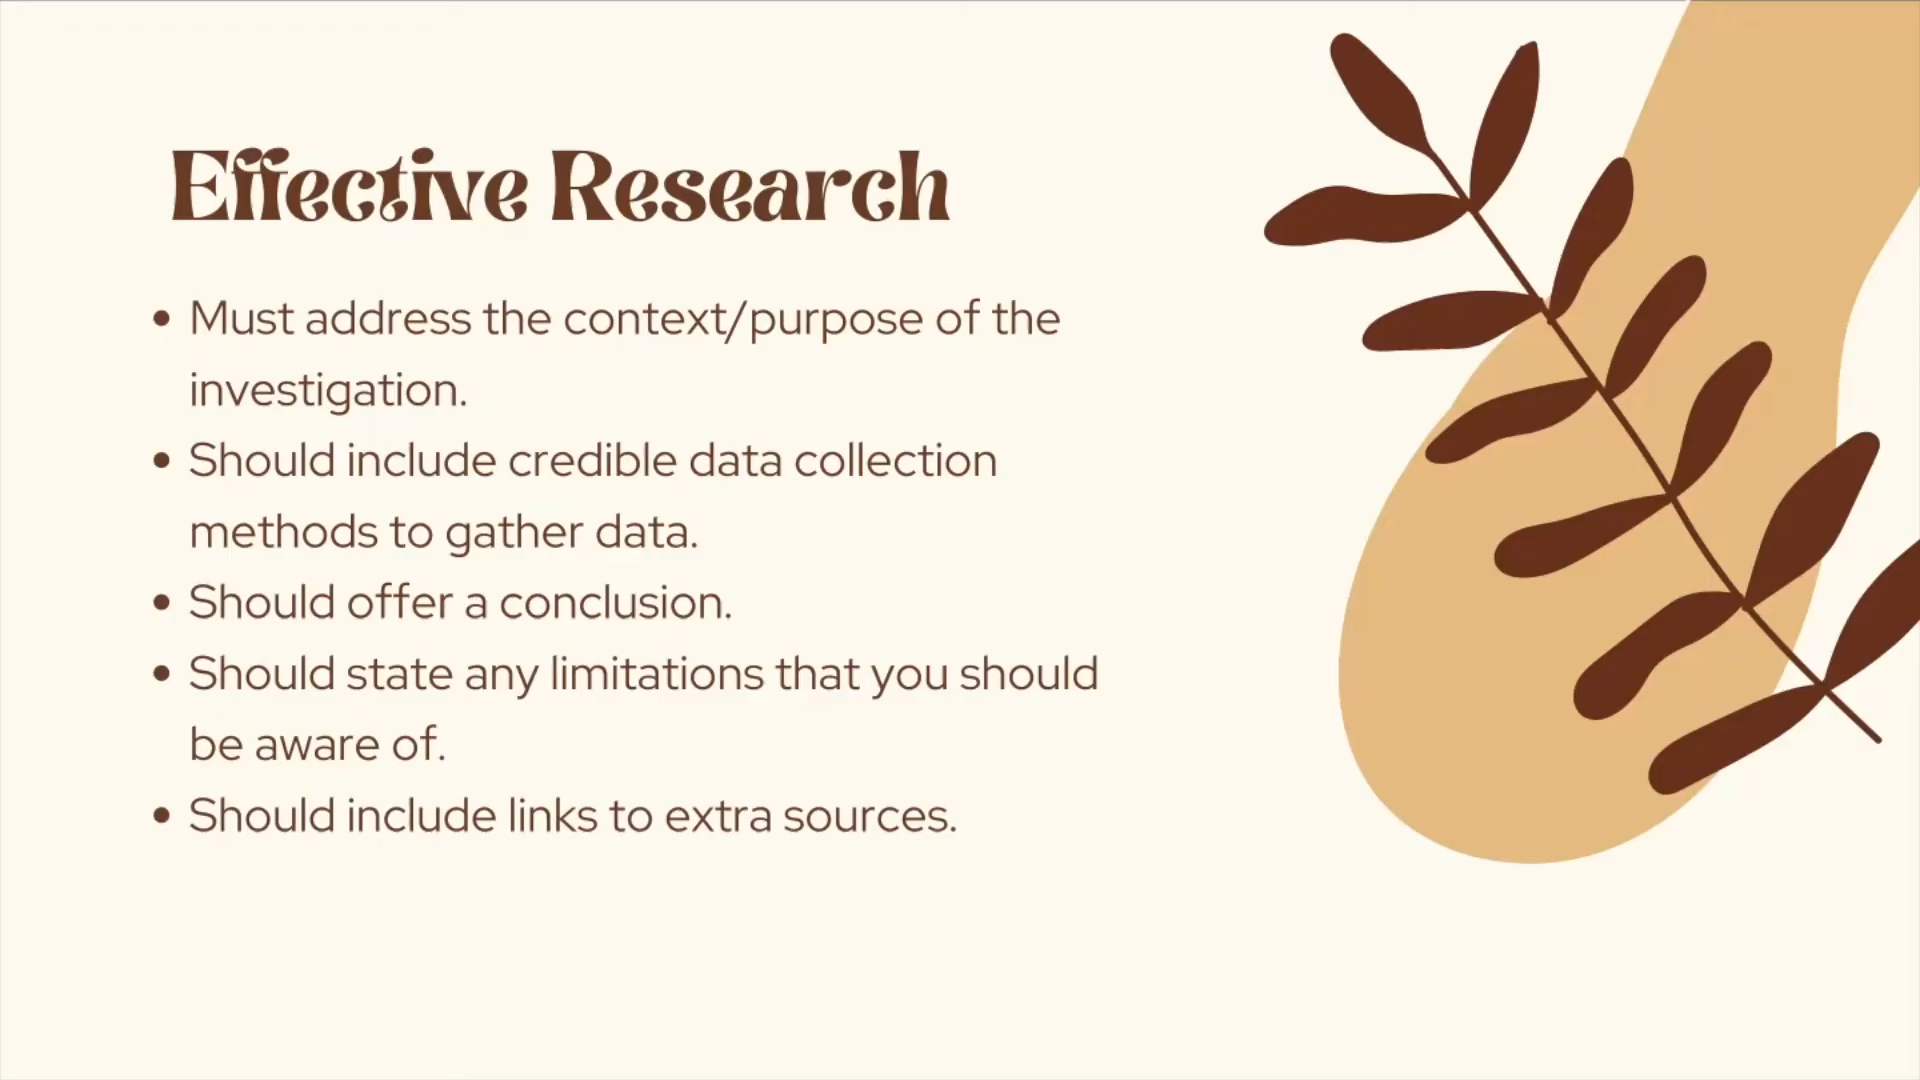 Effective Research
• Must address the context/purpose of the
investigation.
• Should include credible data collection
methods to gather data.
• Should offer a conclusion.
• Should state any limitations that you should
be aware of.
• Should include links to extra sources.